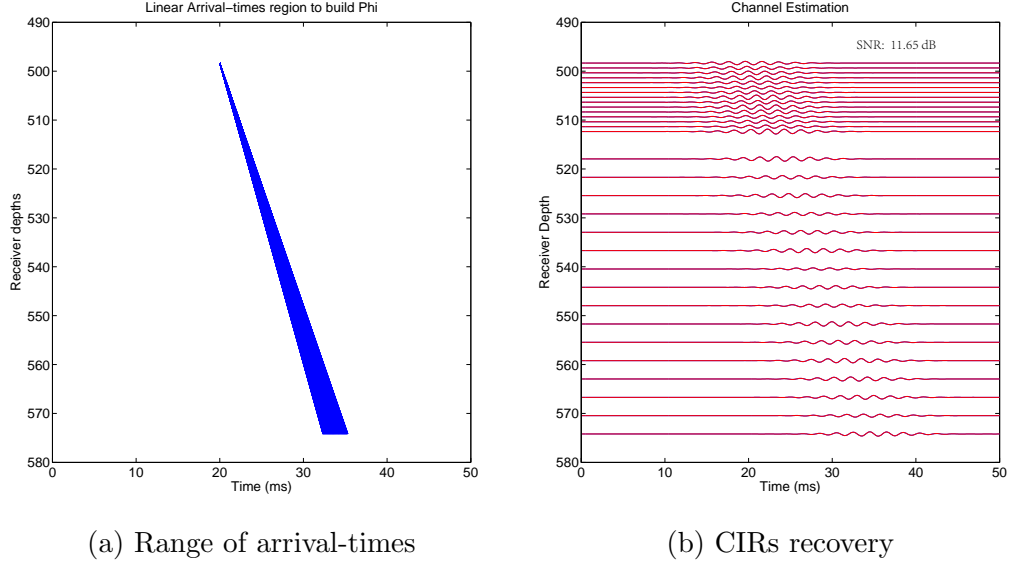 Linear Arrival−times region to build Phi
490
500
510
520
530
540
550
560
570
580
0 10 20 30 40 50
Receiver depths
Time (ms)
(a) Range of arrival-times
Channel Estimation
SNR: 11.65 dB
490
500
510
520
530
540
550
560
570
580
0 10 20 30 40 50
Receiver Depth
Time (ms)
(b) CIRs recovery